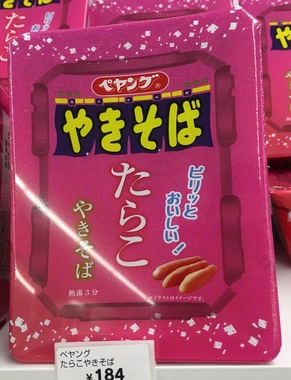 ペヤング
やきそば
ピリッと
おいしい!
たらこ
やきそば
熱湯3分
ペヤング
たらこやきそば
¥184